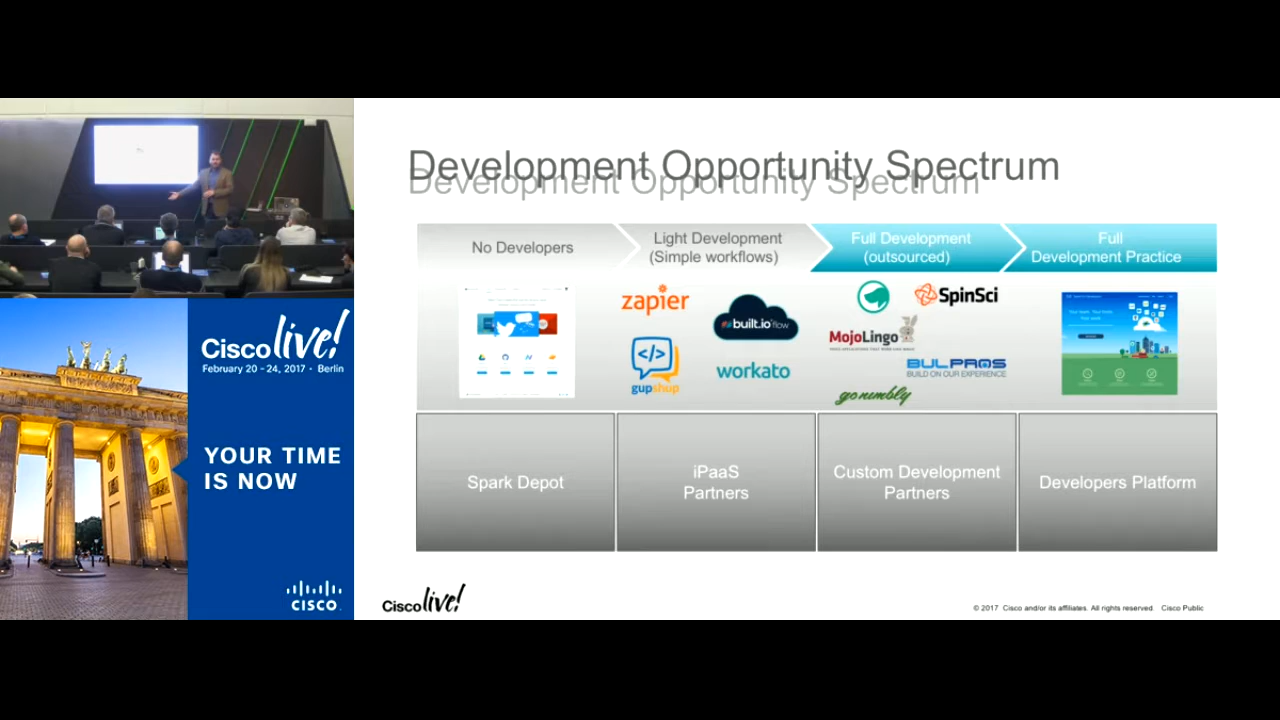 Development Opportunity Spectrum
Development Opportunity Spectrum
No Developers
Light Development
(Simple workflows)
Full Development
(outsourced)
Full
Development Practice
zapier
built.io flow
gupshup
workato
SpinSci
MojoLingo
BULPROS
BUILD ON OUR EXPERIENCE
gonimbly
Spark Depot
iPaaS
Partners
Custom Development
Partners
Developers Platform
Cisco live!
February 20 - 24, 2017 · Berlin
YOUR TIME
IS NOW
CISCO
Cisco live!
© 2017 Cisco and/or its affiliates. All rights reserved. Cisco Public